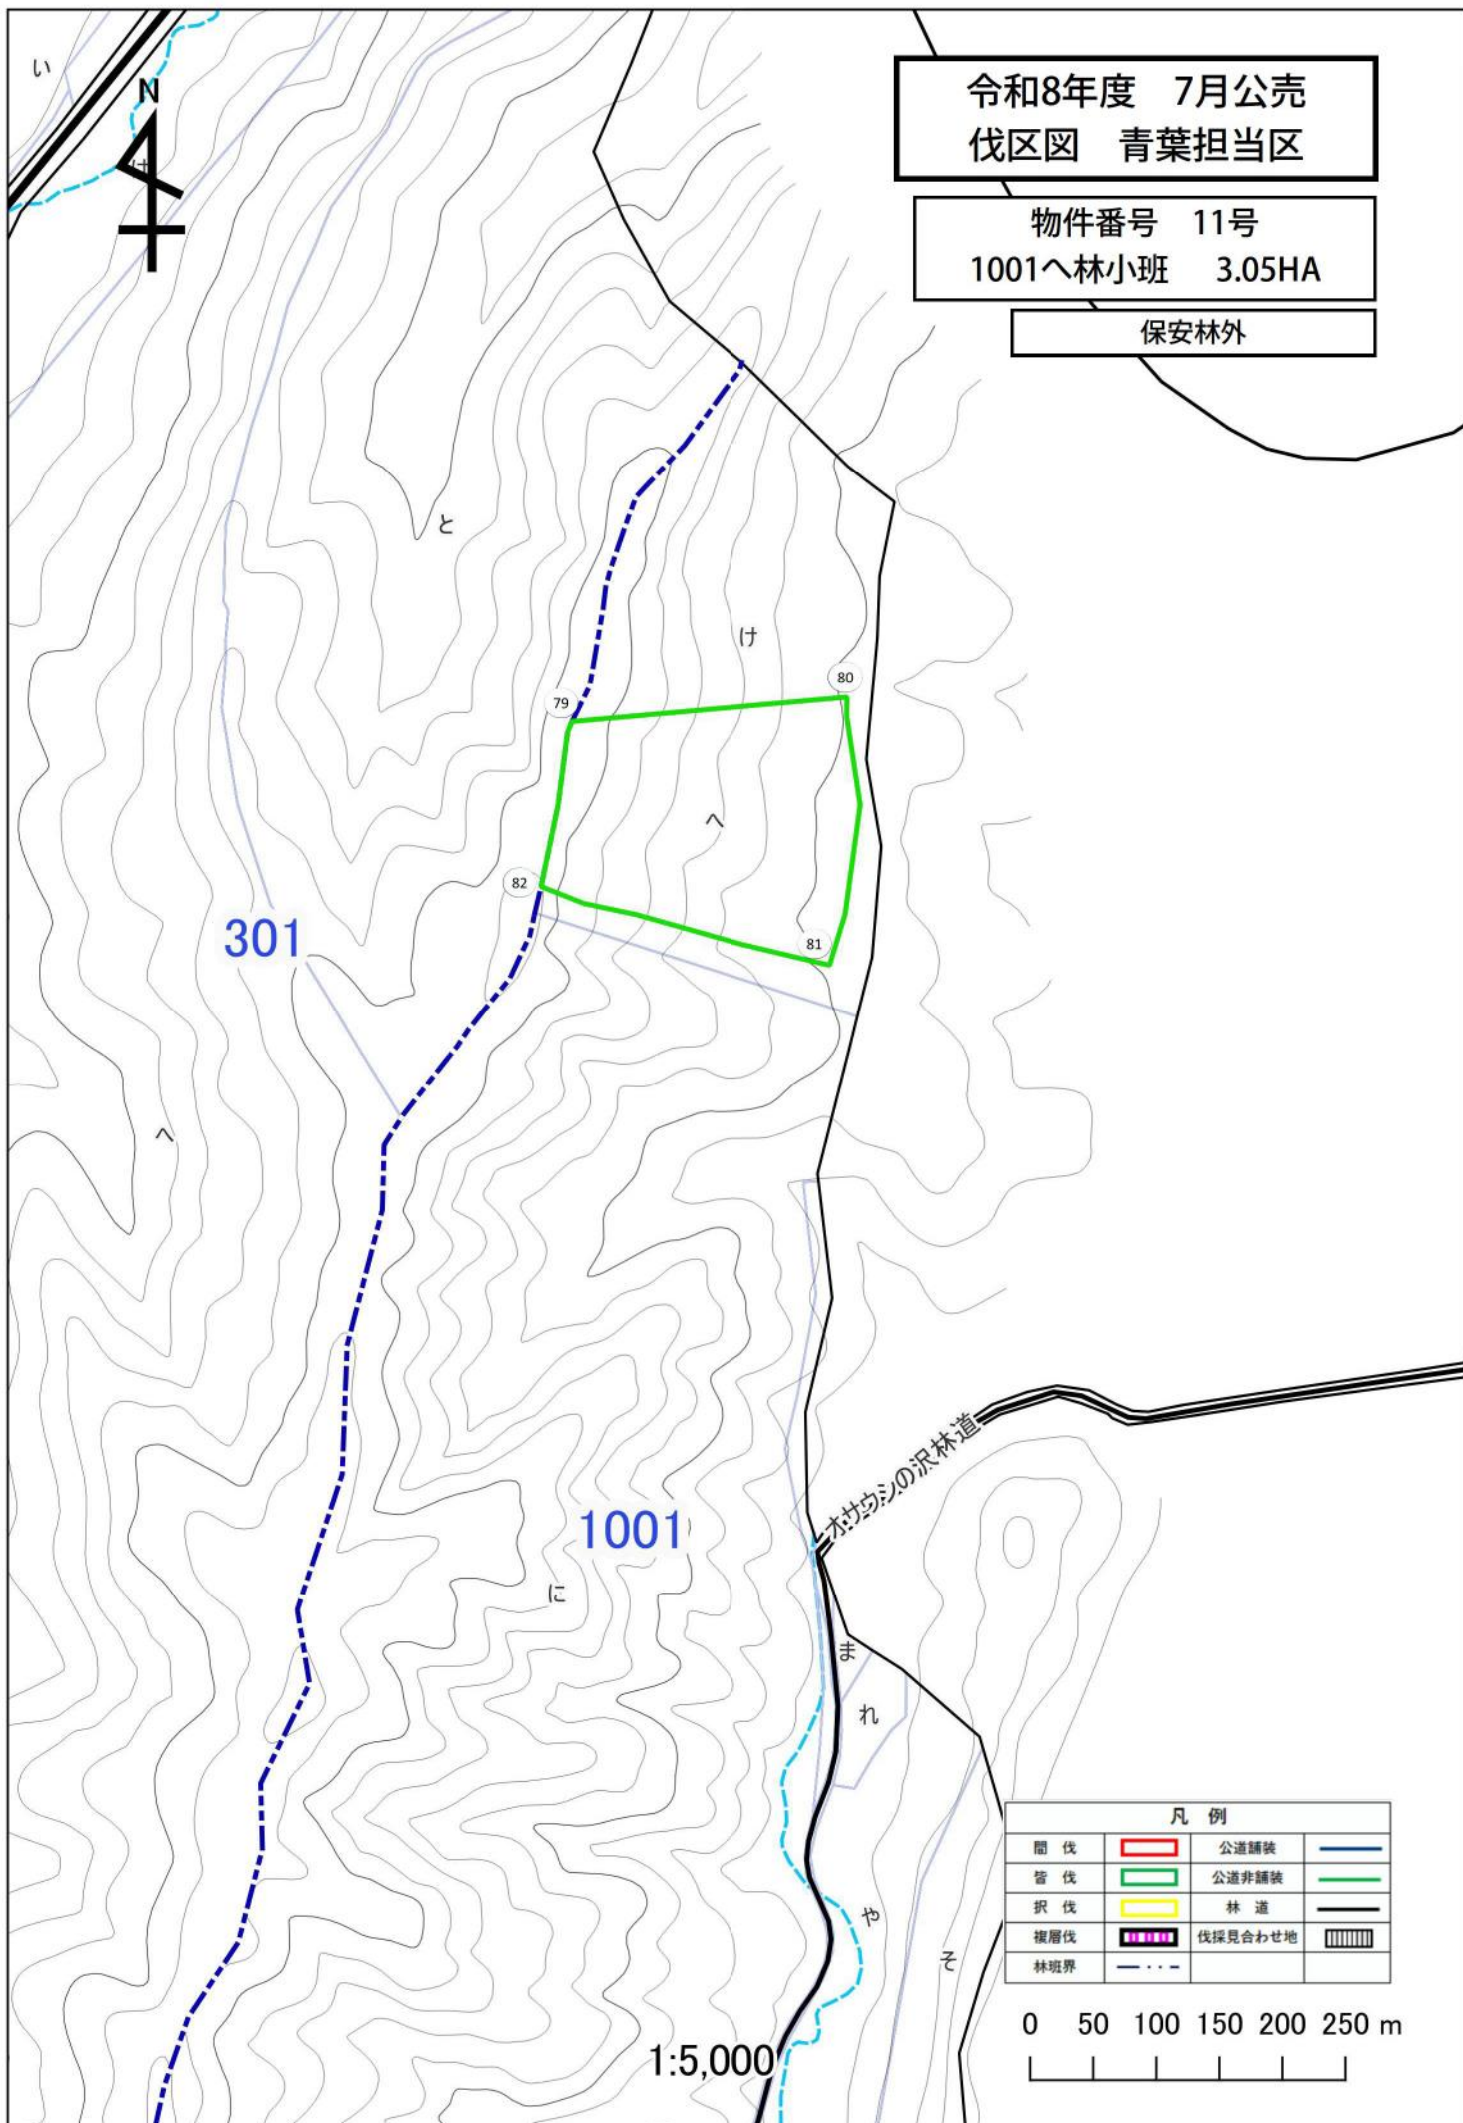 令和8年度　7月公売
伐区図　青葉担当区
物件番号　11号
1001へ林小班　3.05HA
保安林外
い
N
は
と
け
80
79
へ
82
81
301
へ
オサウシの沢林道
1001
に
ま
れ
や
そ
凡　例
間　伐　公道舗装
皆　伐　公道非舗装
択　伐　林　道
複層伐　伐採見合わせ地
林班界
0 50 100 150 200 250 m
1:5,000